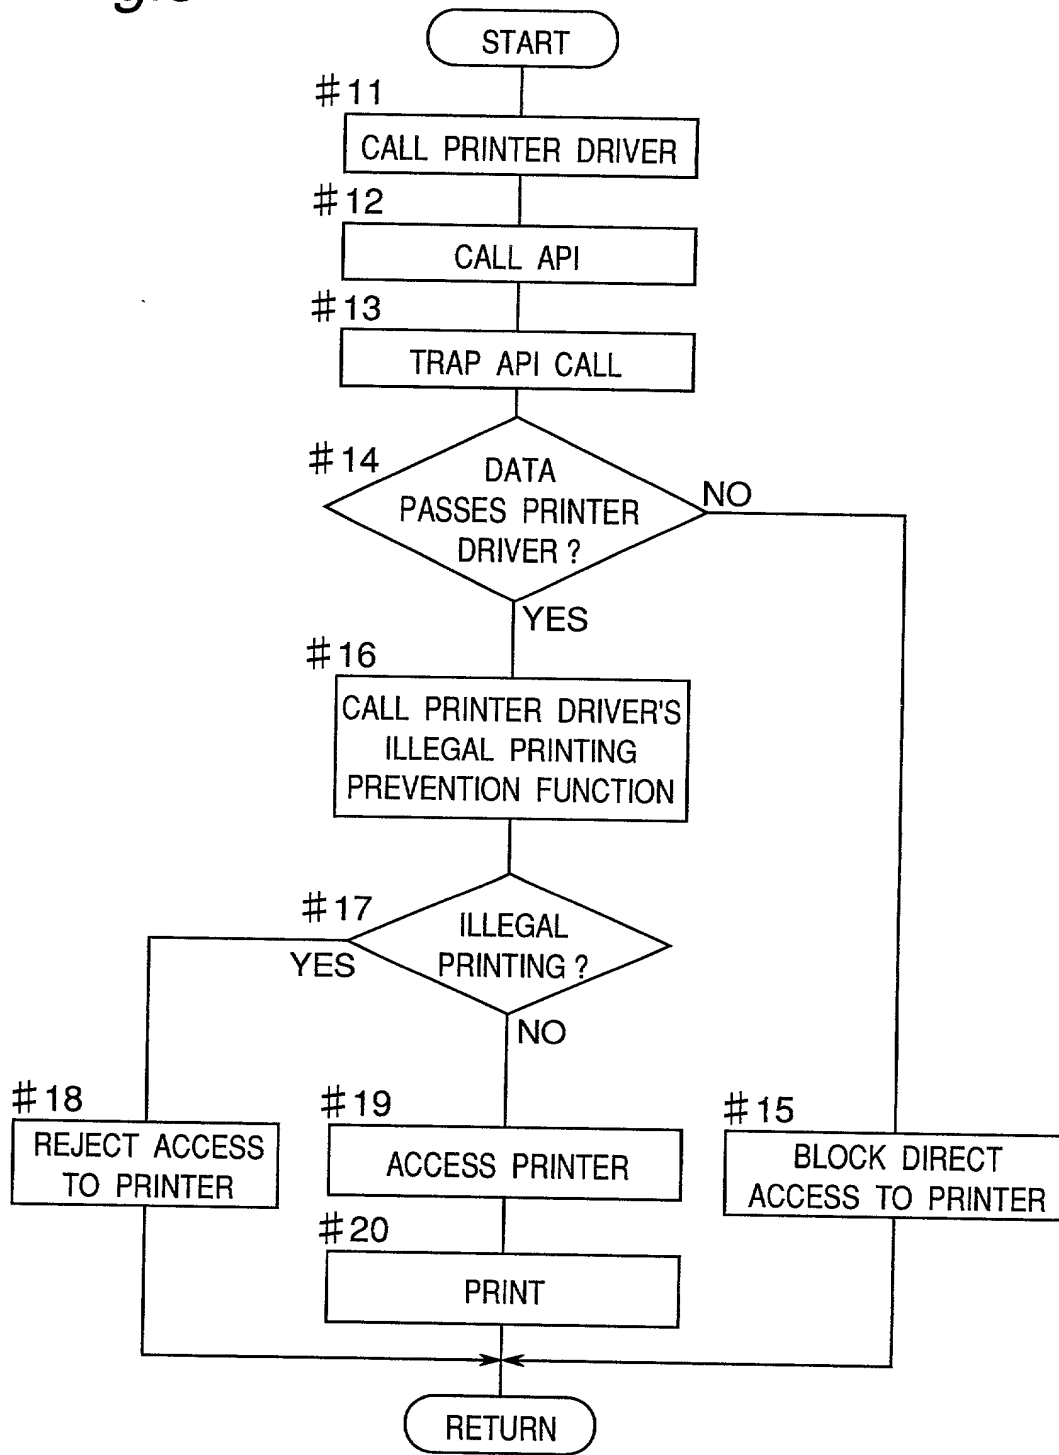 START
#11
CALL PRINTER DRIVER
#12
CALL API
#13
TRAP API CALL
#14
DATA
PASSES PRINTER
DRIVER ?
NO
YES
#16
CALL PRINTER DRIVER'S
ILLEGAL PRINTING
PREVENTION FUNCTION
#17
ILLEGAL
PRINTING ?
YES
NO
#18
REJECT ACCESS
TO PRINTER
#19
ACCESS PRINTER
#15
BLOCK DIRECT
ACCESS TO PRINTER
#20
PRINT
RETURN